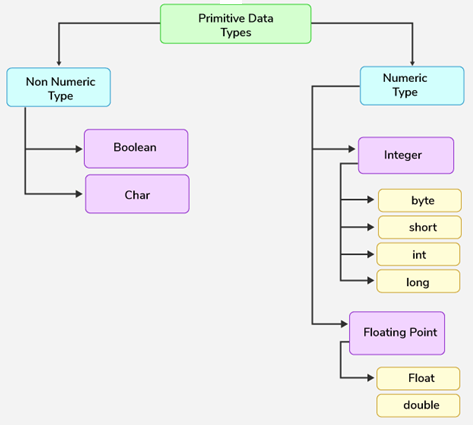 Primitive Data
Types
Non Numeric
Type
Boolean
Char
Numeric
Type
Integer
byte
short
int
long
Floating Point
Float
double